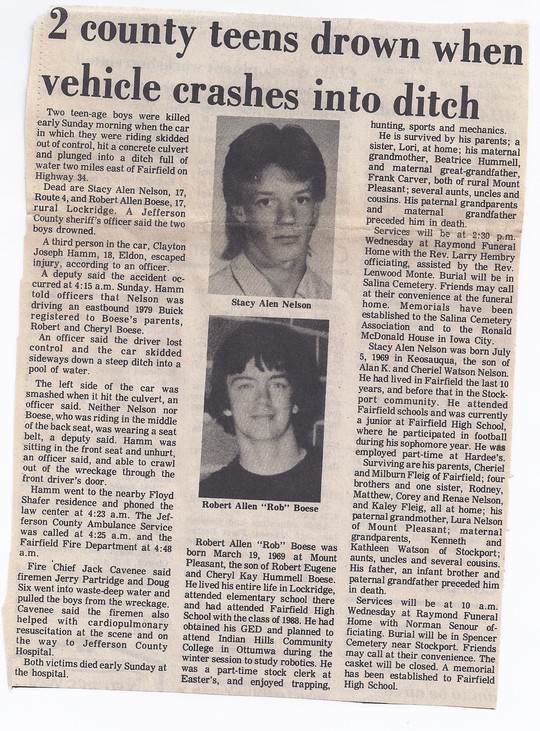 2 county teens drown when
vehicle crashes into ditch
Two teen-age boys were killed
early Sunday morning when the car
in which they were riding skidded
out of control, hit a concrete culvert
and plunged into a ditch full of
water two miles east of Fairfield on
Highway 34.
Dead are Stacy Alen Nelson, 17,
Route 4, and Robert Allen Boese, 17,
rural Lockridge. A Jefferson
County sheriff's officer said the two
boys drowned.
A third person in the car, Clayton
Joseph Hamm, 18, Eldon, escaped
injury, according to an officer.
A deputy said the accident oc-
curred at 4:15 a.m. Sunday. Hamm
told officers that Nelson was
driving an eastbound 1979 Buick
registered to Boese's parents,
Robert and Cheryl Boese.
An officer said the driver lost
control and the car skidded
sideways down a steep ditch into a
pool of water.
The left side of the car was
smashed when it hit the culvert, an
officer said. Neither Nelson nor
Boese, who was riding in the middle
of the back seat, was wearing a seat
belt, a deputy said. Hamm was
sitting in the front seat and unhurt,
an officer said, and able to crawl
out of the wreckage through the
front driver's door.
Hamm went to the nearby Floyd
Shafer residence and phoned the
law center at 4:23 a.m. The Jef-
ferson County Ambulance Service
was called at 4:25 a.m. and the
Fairfield Fire Department at 4:48
a.m.
Fire Chief Jack Cavenee said
firemen Jerry Partridge and Doug
Six went into waste-deep water and
pulled the boys from the wreckage.
Cavenee said the firemen also
helped with cardiopulmonary
resuscitation at the scene and on
the way to Jefferson County
Hospital.
Both victims died early Sunday at
the hospital.
Stacy Alen Nelson
Robert Allen "Rob" Boese
Robert Allen "Rob" Boese was
born March 19, 1969 at Mount
Pleasant, the son of Robert Eugene
and Cheryl Kay Hummell Boese.
He lived his entire life in Lockridge,
attended elementary school there
and had attended Fairfield High
School with the class of 1988. He had
obtained his GED and planned to
attend Indian Hills Community
College in Ottumwa during the
winter session to study robotics. He
was a part-time stock clerk at
Easter's, and enjoyed trapping,
hunting, sports and mechanics.
He is survived by his parents; a
sister, Lori, at home; his maternal
grandmother, Beatrice Hummell,
and maternal great-grandfather,
Frank Carver, both of rural Mount
Pleasant; several aunts, uncles and
cousins. His paternal grandparents
and maternal grandfather
preceded him in death.
Services will be at 2:30 p.m.
Wednesday at Raymond Funeral
Home with the Rev. Larry Hembry
officiating, assisted by the Rev.
Lenwood Monte. Burial will be in
Salina Cemetery. Friends may call
at their convenience at the funeral
home. Memorials have been
established to the Salina Cemetery
Association and to the Ronald
McDonald House in Iowa City.
Stacy Alen Nelson was born July
5, 1969 in Keosauqua, the son of
Alan K. and Cheriel Watson Nelson.
He had lived in Fairfield the last 10
years, and before that in the Stock-
port community. He attended
Fairfield schools and was currently
a junior at Fairfield High School,
where he participated in football
during his sophomore year. He was
employed part-time at Hardee's.
Surviving are his parents, Cheriel
and Milburn Fleig of Fairfield; four
brothers and one sister, Rodney,
Matthew, Corey and Renae Nelson,
and Kaley Fleig, all at home; his
paternal grandmother, Lura Nelson
of Mount Pleasant; maternal
grandparents, Kenneth and
Kathleen Watson of Stockport;
aunts, uncles and several cousins.
His father, an infant brother and
paternal grandfather preceded him
in death.
Services will be at 10 a.m.
Wednesday at Raymond Funeral
Home with Norman Senour of-
ficiating. Burial will be in Spencer
Cemetery near Stockport. Friends
may call at their convenience. The
casket will be closed. A memorial
has been established to Fairfield
High School.